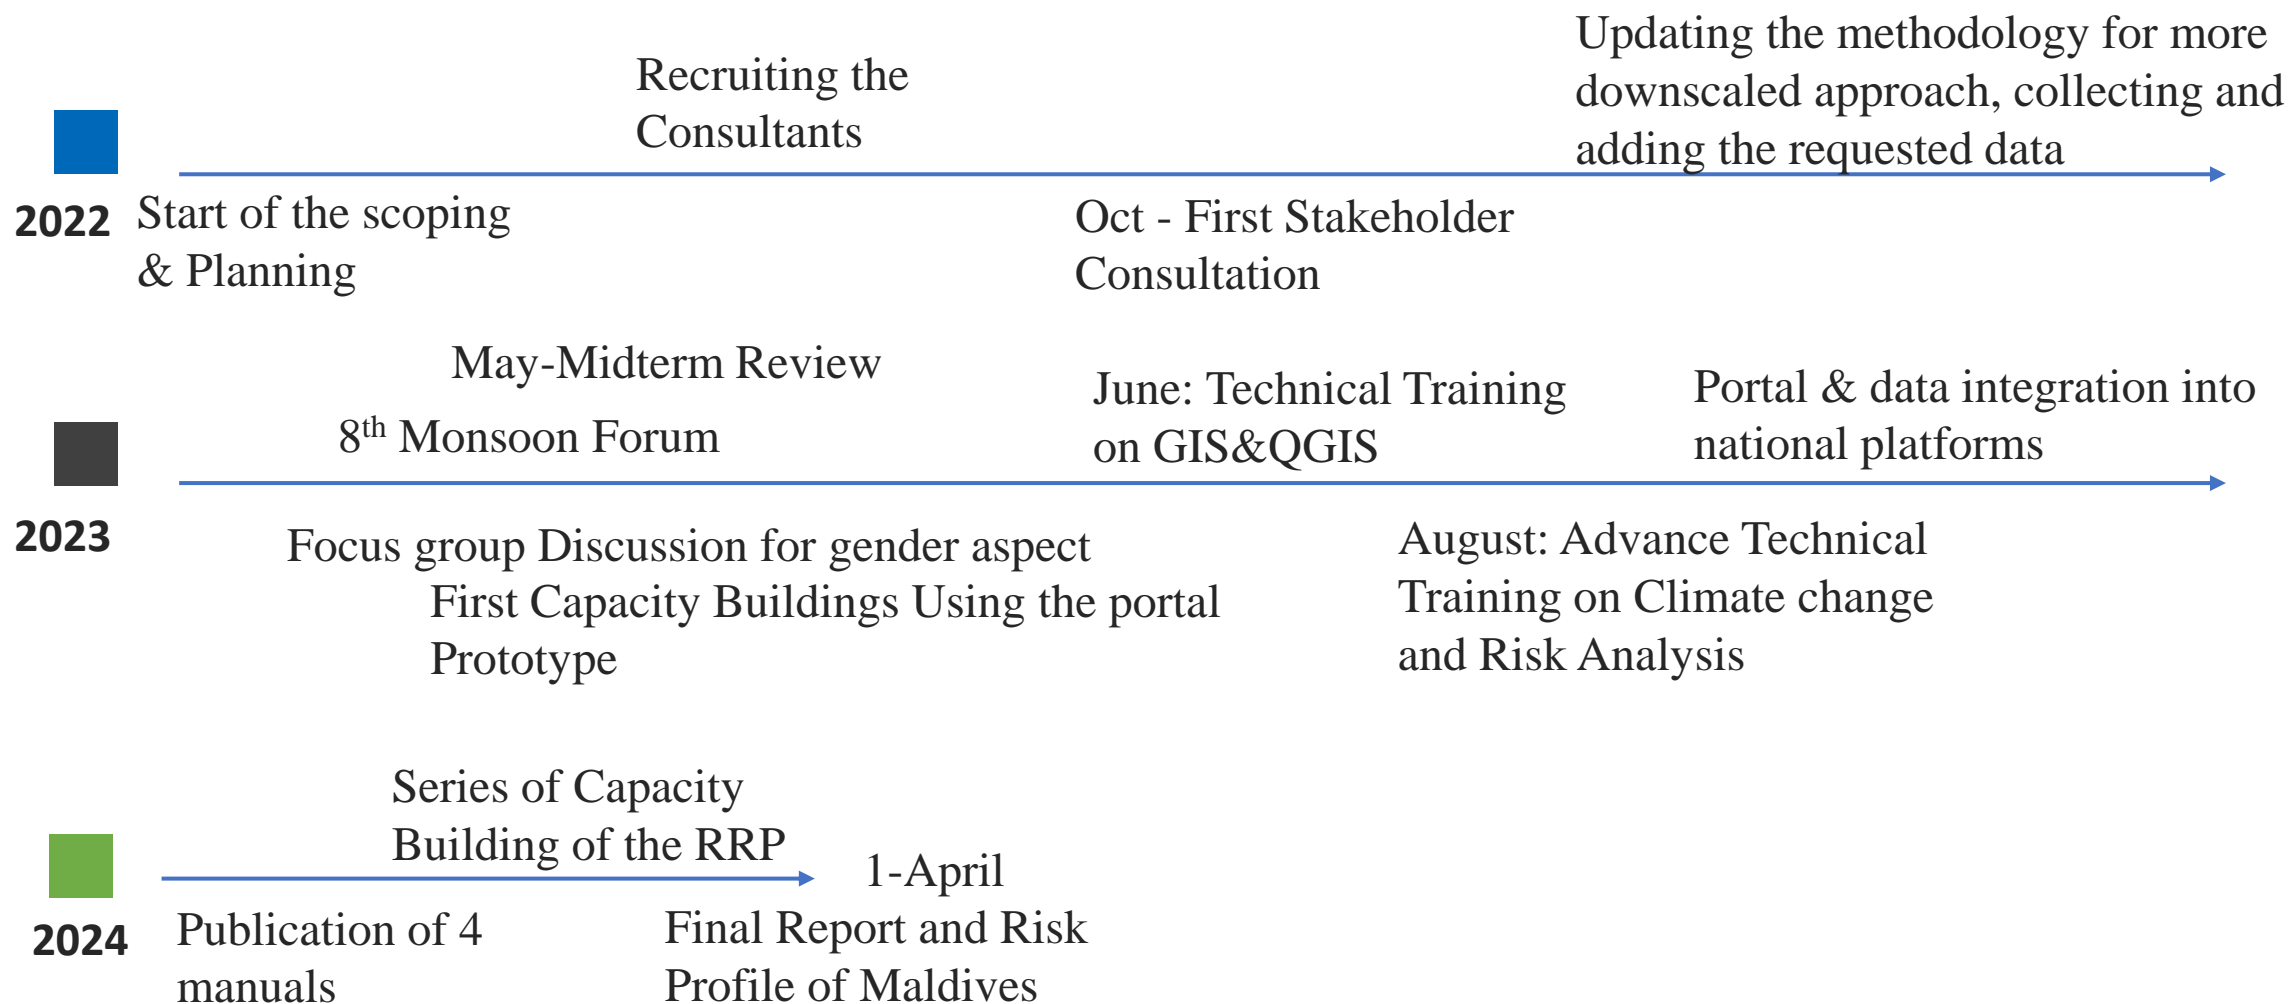 Updating the methodology for more
downscaled approach, collecting and
adding the requested data
Recruiting the
Consultants
2022
Start of the scoping
& Planning
Oct - First Stakeholder
Consultation
May-Midterm Review
8th Monsoon Forum
June: Technical Training
on GIS&QGIS
Portal & data integration into
national platforms
2023
Focus group Discussion for gender aspect
First Capacity Buildings Using the portal
Prototype
August: Advance Technical
Training on Climate change
and Risk Analysis
Series of Capacity
Building of the RRP
1-April
2024
Publication of 4
manuals
Final Report and Risk
Profile of Maldives